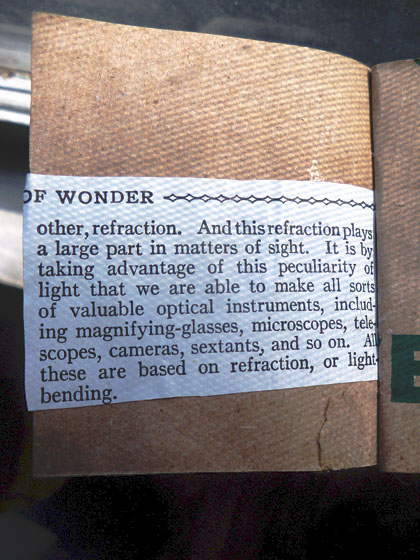 OF WONDER
other, refraction. And this refraction plays
a large part in matters of sight. It is by
taking advantage of this peculiarity of
light that we are able to make all sorts
of valuable optical instruments, includ-
ing magnifying-glasses, microscopes, tele-
scopes, cameras, sextants, and so on. All
these are based on refraction, or light-
bending.
E